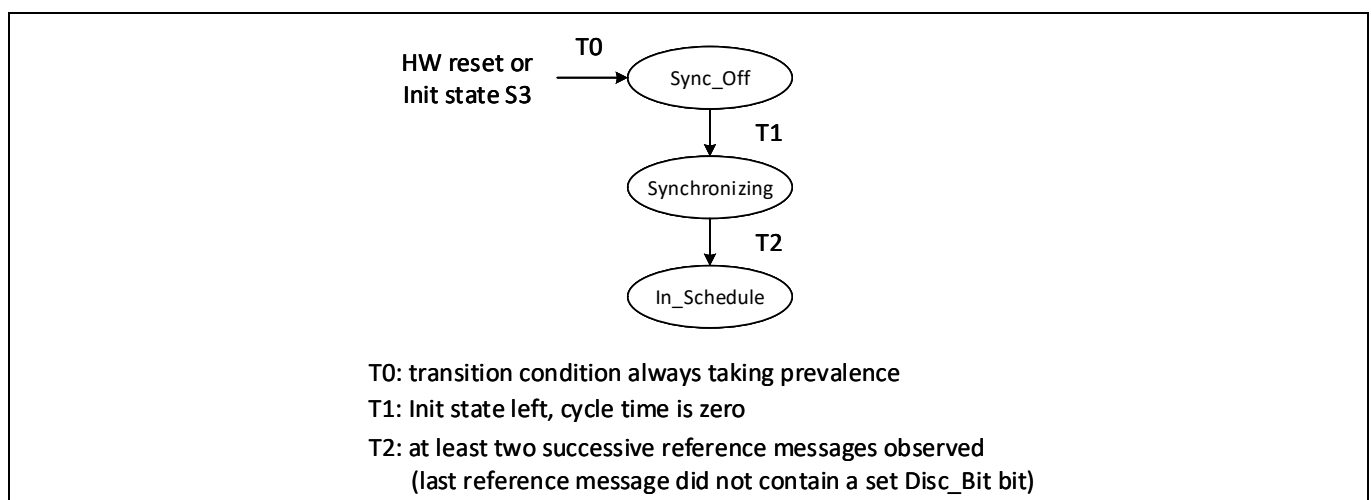 T0
HW reset or
Init state S3
Sync_Off
T1
Synchronizing
T2
In_Schedule
T0: transition condition always taking prevalence
T1: Init state left, cycle time is zero
T2: at least two successive reference messages observed
(last reference message did not contain a set Disc_Bit bit)